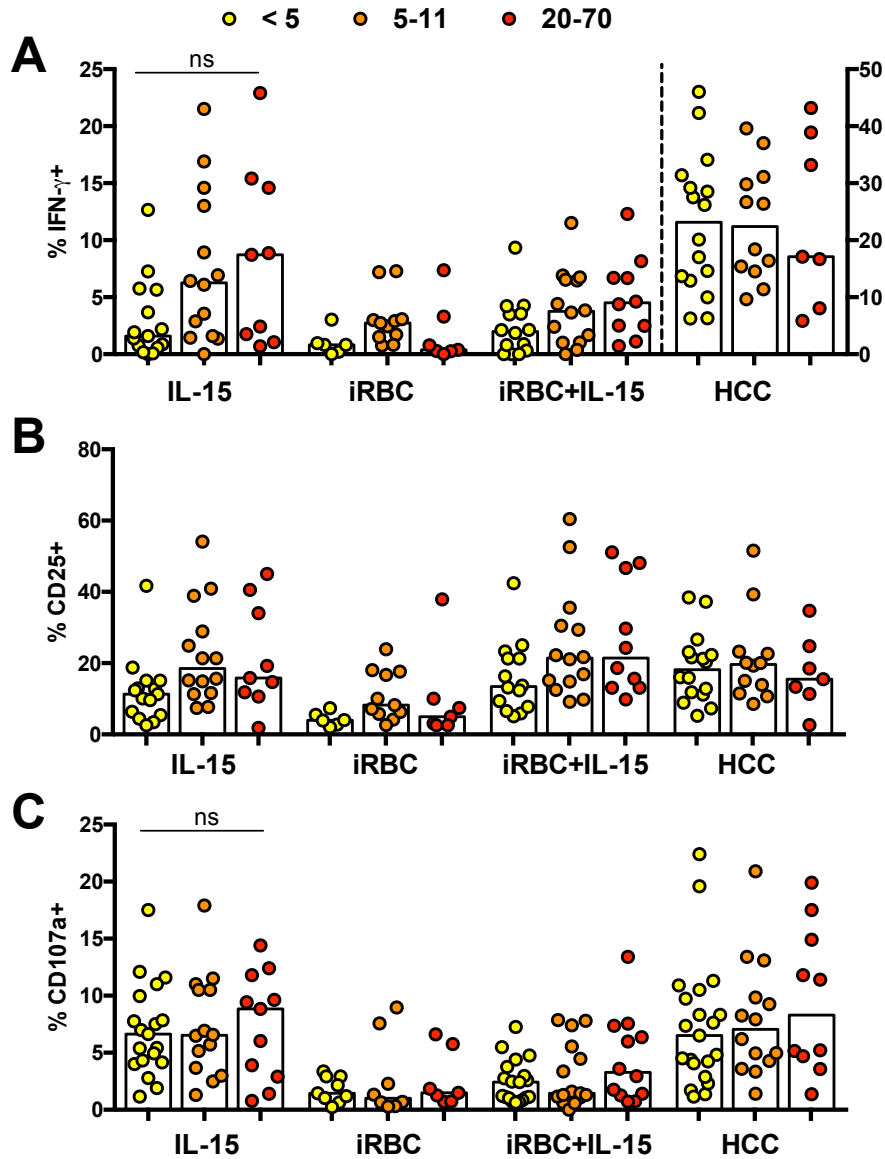 < 5 5-11 20-70
A
ns
25 50
20 40
15 30
10 20
5 10
0 0
% IFN-γ+
IL-15 iRBC iRBC+IL-15 HCC
B
80
60
40
20
0
% CD25+
IL-15 iRBC iRBC+IL-15 HCC
C
ns
25
20
15
10
5
0
% CD107a+
IL-15 iRBC iRBC+IL-15 HCC